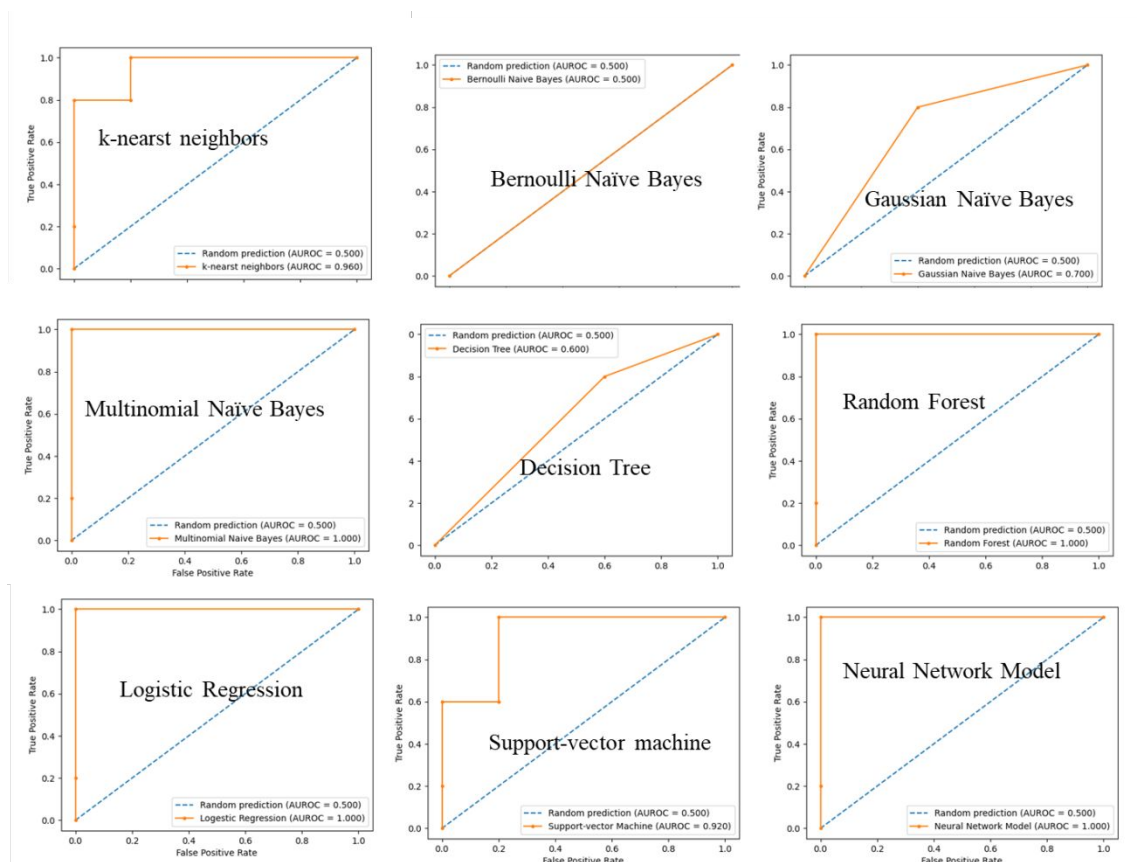 1.0
0.8
0.6
0.4
0.2
0.0
True Positive Rate
k-nearst neighbors
Random prediction (AUROC = 0.500)
k-nearest neighbors (AUROC = 0.960)
1.0
0.8
0.6
0.4
0.2
0.0
True Positive Rate
Random prediction (AUROC = 0.500)
Bernoulli Naive Bayes (AUROC = 0.500)
Bernoulli Naïve Bayes
1.0
0.8
0.6
0.4
0.2
0.0
True Positive Rate
Gaussian Naïve Bayes
Random prediction (AUROC = 0.500)
Gaussian Naive Bayes (AUROC = 0.700)
1.0
0.8
0.6
0.4
0.2
0.0
True Positive Rate
Multinomial Naïve Bayes
Random prediction (AUROC = 0.500)
Multinomial Naive Bayes (AUROC = 1.000)
0.0 0.2 0.4 0.6 0.8 1.0
False Positive Rate
0
8
6
4
2
0
Random prediction (AUROC = 0.500)
Decision Tree (AUROC = 0.600)
Decision Tree
0.0 0.2 0.4 0.6 0.8 1.0
1.0
0.8
0.6
0.4
0.2
0.0
True Positive Rate
Random Forest
Random prediction (AUROC = 0.500)
Random Forest (AUROC = 1.000)
0.0 0.2 0.4 0.6 0.8 1.0
1.0
0.8
0.6
0.4
0.2
0.0
True Positive Rate
Logistic Regression
Random prediction (AUROC = 0.500)
Logestic Regression (AUROC = 1.000)
0.0 0.2 0.4 0.6 0.8 1.0
False Positive Rate
1.0
0.8
0.6
0.4
0.2
0.0
True Positive Rate
Support-vector machine
Random prediction (AUROC = 0.500)
Support-vector Machine (AUROC = 0.920)
0.0 0.2 0.4 0.6 0.8 1.0
False Positive Rate
1.0
0.8
0.6
0.4
0.2
0.0
True Positive Rate
Neural Network Model
Random prediction (AUROC = 0.500)
Neural Network Model (AUROC = 1.000)
0.0 0.2 0.4 0.6 0.8 1.0
False Positive Rate